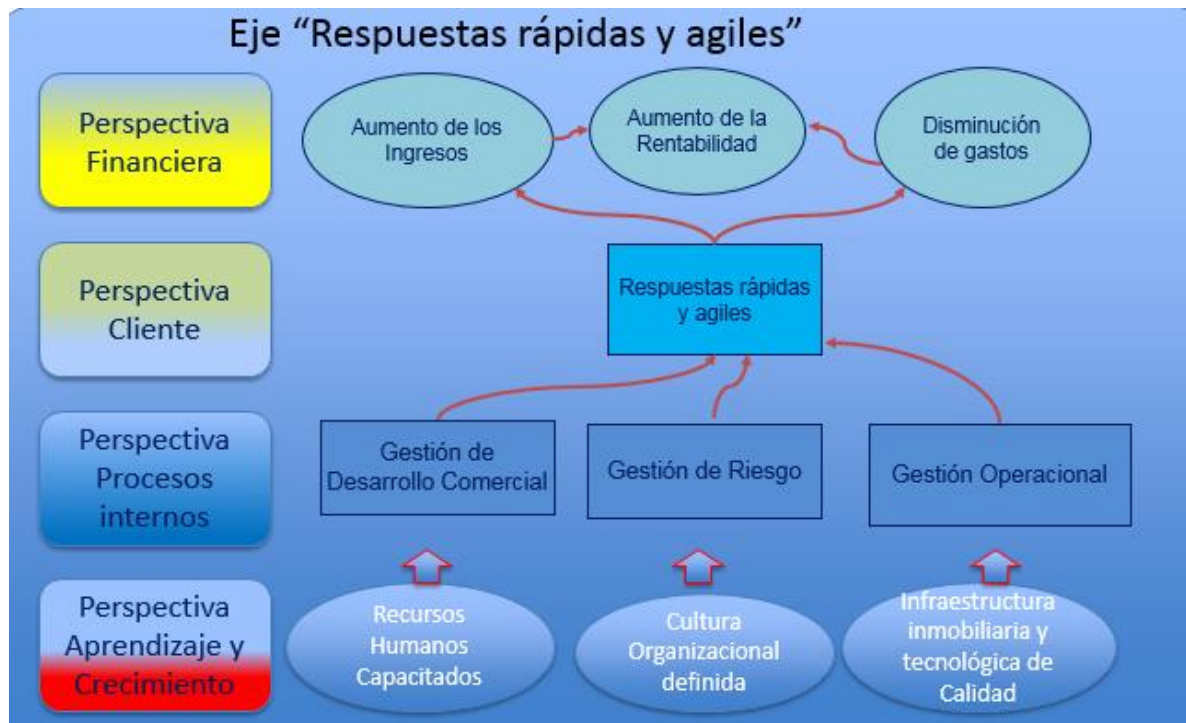 Eje “Respuestas rápidas y agiles”
Perspectiva
Financiera
Aumento de los
Ingresos
Aumento de la
Rentabilidad
Disminución
de gastos
Perspectiva
Cliente
Respuestas rápidas
y agiles
Perspectiva
Procesos
internos
Gestión de
Desarrollo Comercial
Gestión de Riesgo
Gestión Operacional
Perspectiva
Aprendizaje y
Crecimiento
Recursos
Humanos
Capacitados
Cultura
Organizacional
definida
Infraestructura
inmobiliaria y
tecnológica de
Calidad